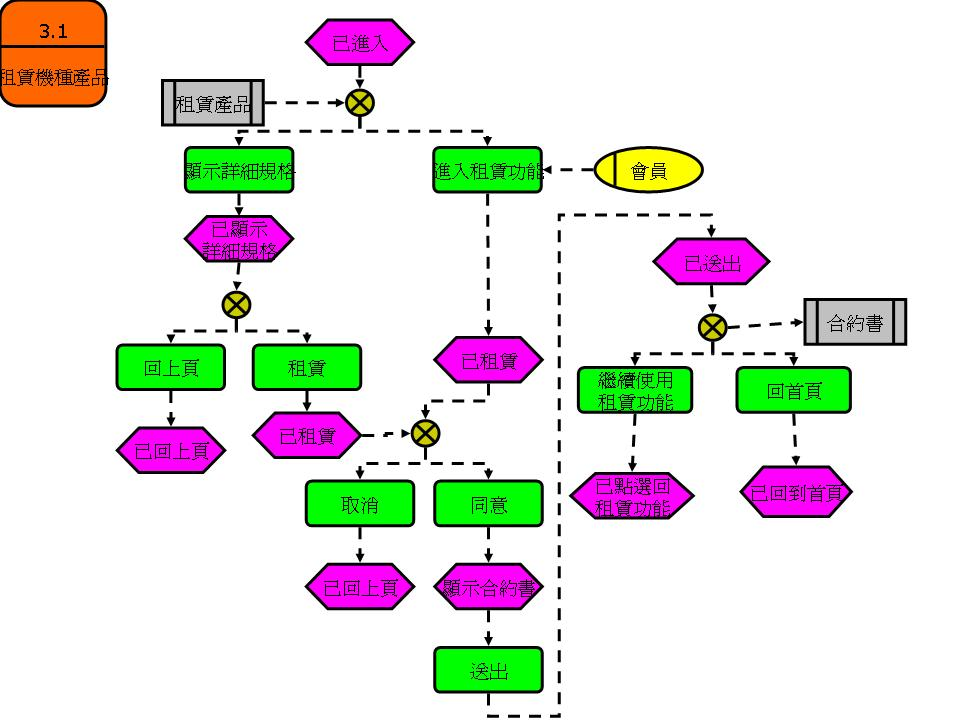 3.1
租賃機種產品
已進入
租賃產品
顯示詳細規格
進入租賃功能
會員
已顯示
詳細規格
已送出
合約書
回上頁
租賃
已租賃
繼續使用
租賃功能
回首頁
已回上頁
已租賃
取消
同意
已點選回
租賃功能
已回到首頁
已回上頁
顯示合約書
送出